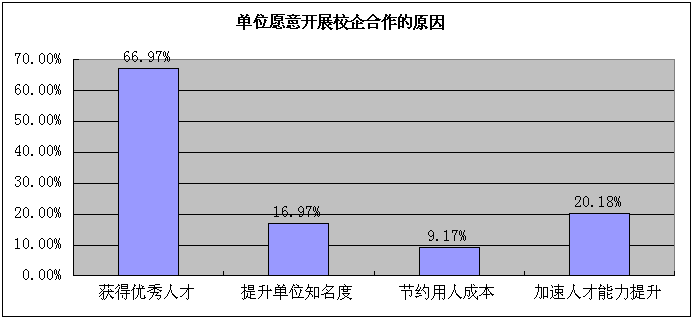 单位愿意开展校企合作的原因
70.00%
60.00%
50.00%
40.00%
30.00%
20.00%
10.00%
0.00%
66.97%
16.97%
9.17%
20.18%
获得优秀人才
提升单位知名度
节约用人成本
加速人才能力提升